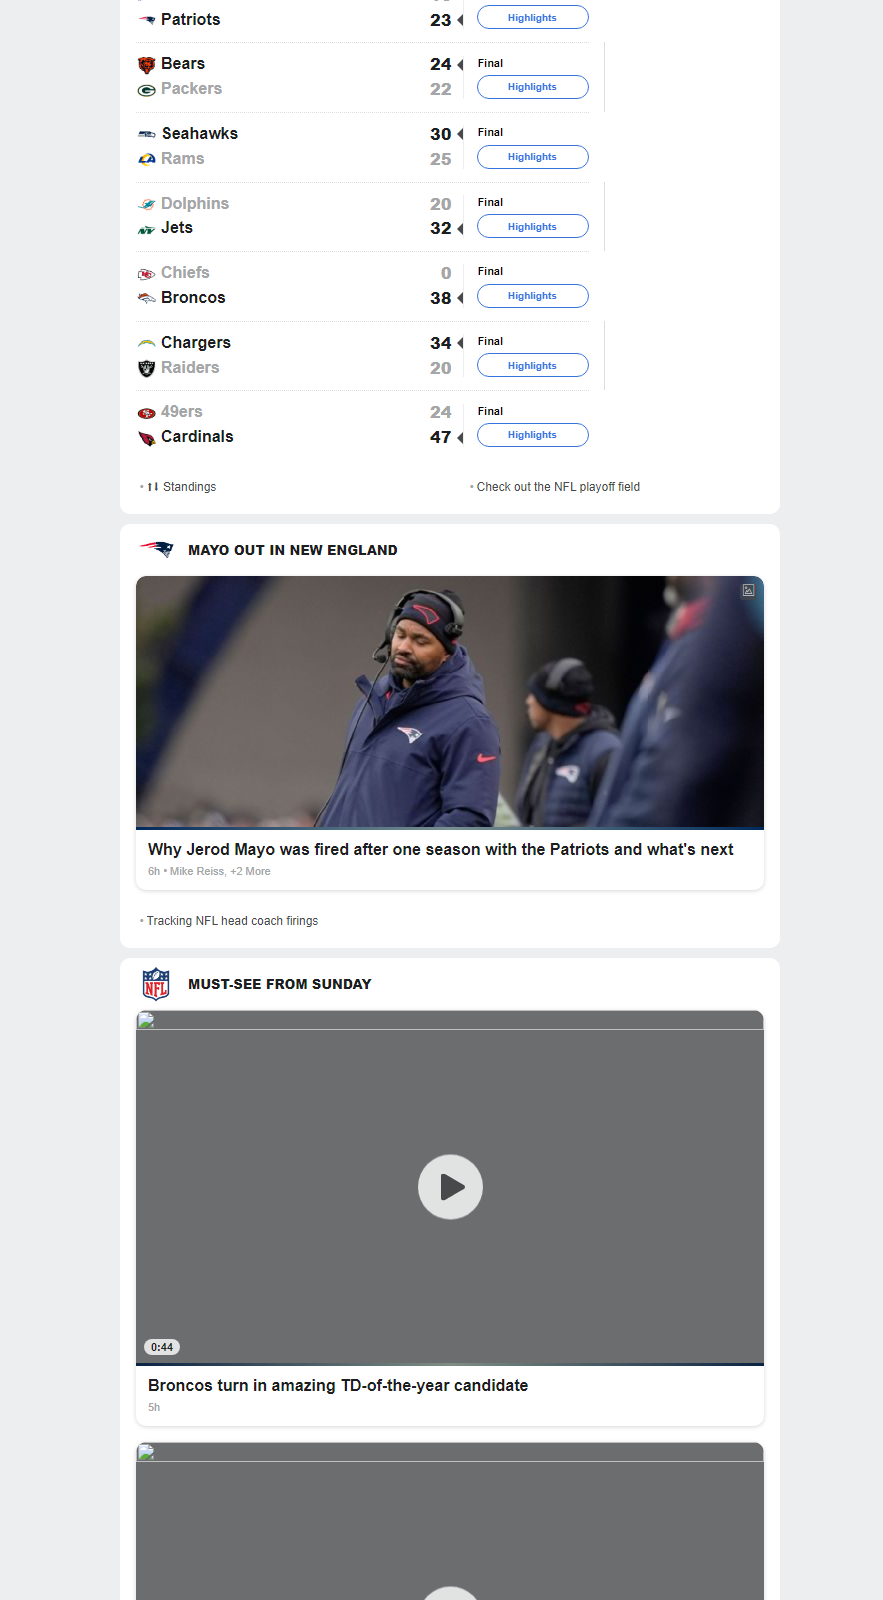 Patriots 23 Highlights
Bears 24 Final
Packers 22 Highlights
Seahawks 30 Final
Rams 25 Highlights
Dolphins 20 Final
Jets 32 Highlights
Chiefs 0 Final
Broncos 38 Highlights
Chargers 34 Final
Raiders 20 Highlights
49ers 24 Final
Cardinals 47 Highlights
• Standings • Check out the NFL playoff field
MAYO OUT IN NEW ENGLAND
Why Jerod Mayo was fired after one season with the Patriots and what's next
6h • Mike Reiss, +2 More
• Tracking NFL head coach firings
NFL
MUST-SEE FROM SUNDAY
0:44
Broncos turn in amazing TD-of-the-year candidate
5h